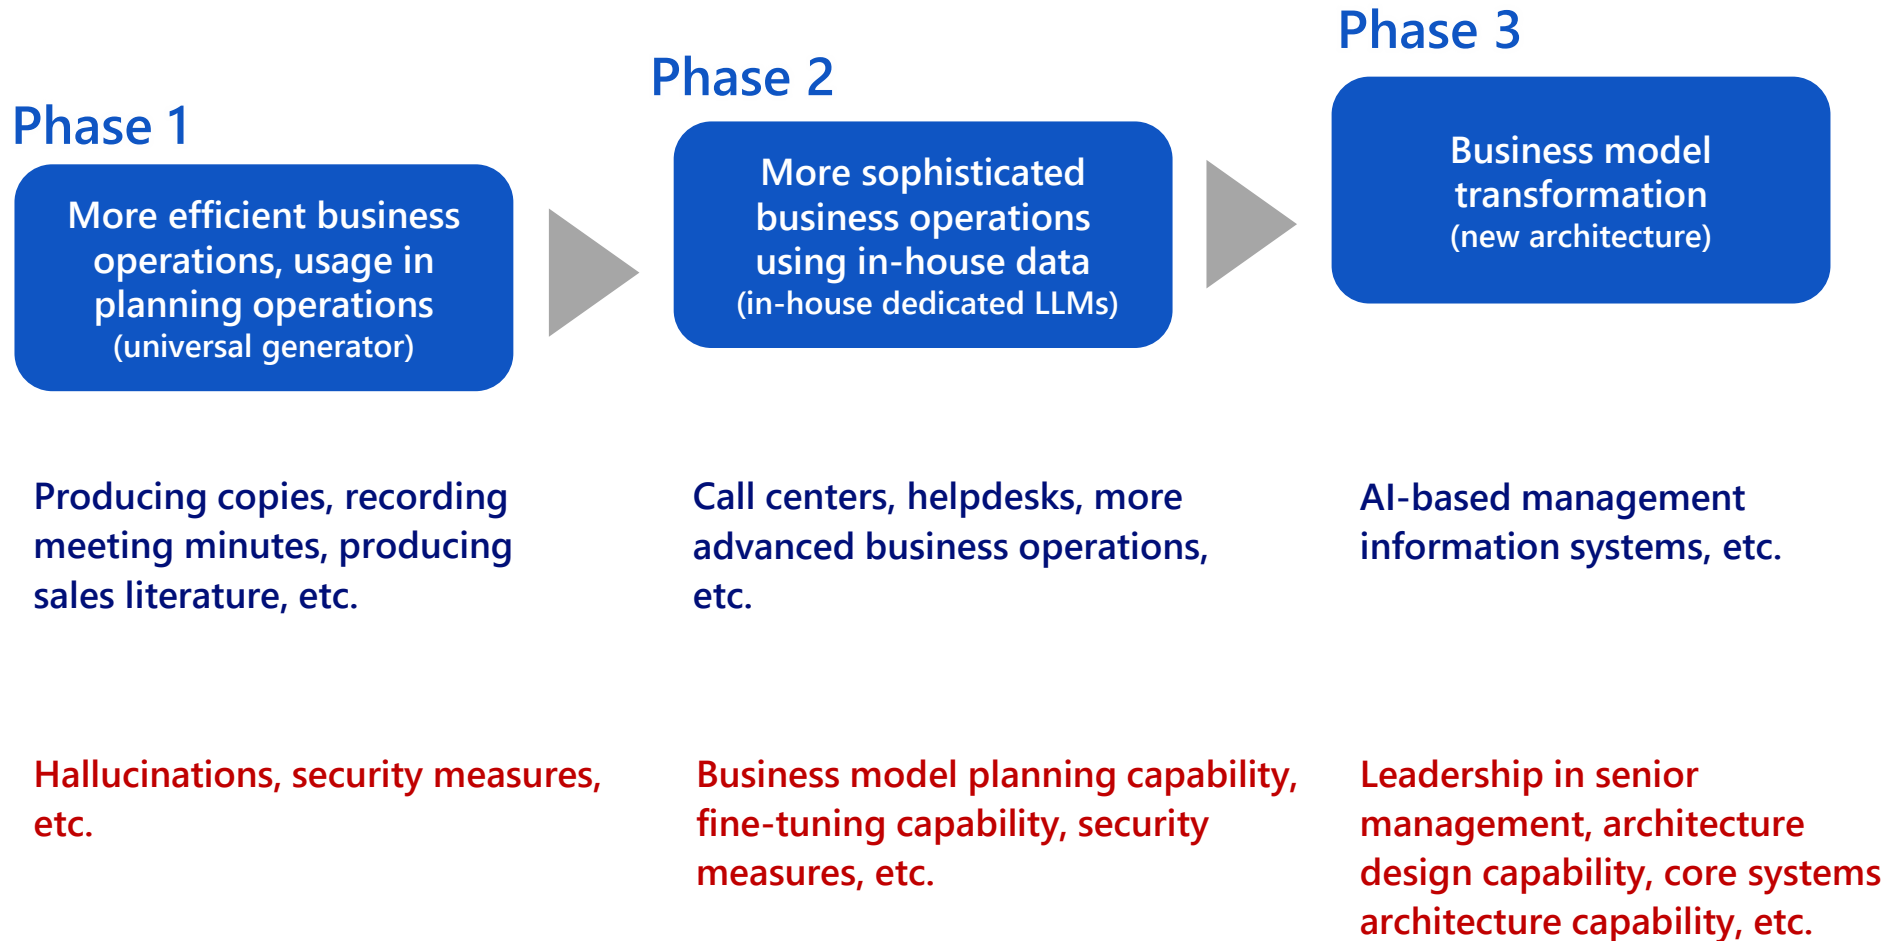 Phase 1
More efficient business
operations, usage in
planning operations
(universal generator)
Phase 2
More sophisticated
business operations
using in-house data
(in-house dedicated LLMs)
Phase 3
Business model
transformation
(new architecture)
Producing copies, recording
meeting minutes, producing
sales literature, etc.
Call centers, helpdesks, more
advanced business operations,
etc.
AI-based management
information systems, etc.
Hallucinations, security measures,
etc.
Business model planning capability,
fine-tuning capability, security
measures, etc.
Leadership in senior
management, architecture
design capability, core systems
architecture capability, etc.